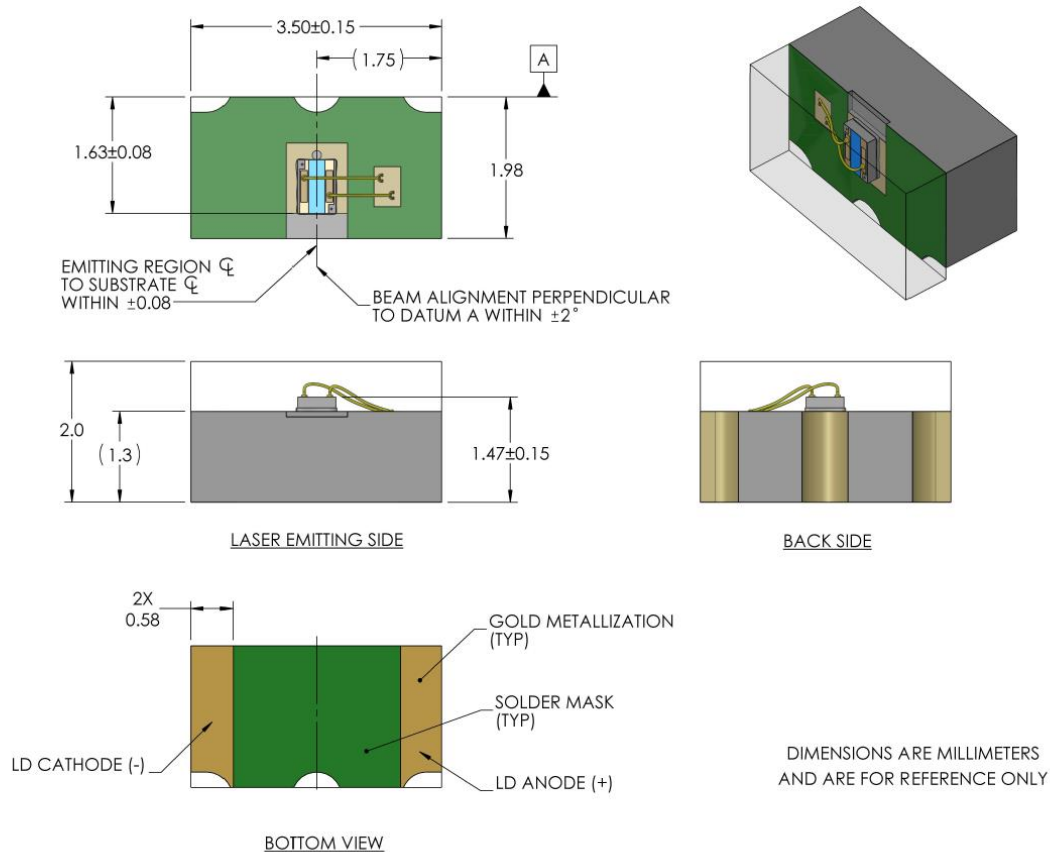 3.50±0.15
(1.75)
A
1.63±0.08
1.98
EMITTING REGION ℄
TO SUBSTRATE ℄
WITHIN ±0.08
BEAM ALIGNMENT PERPENDICULAR
TO DATUM A WITHIN ±2°
2.0
(1.3)
1.47±0.15
LASER EMITTING SIDE
BACK SIDE
2X
0.58
GOLD METALLIZATION
(TYP)
SOLDER MASK
(TYP)
LD CATHODE (-)
LD ANODE (+)
DIMENSIONS ARE MILLIMETERS
AND ARE FOR REFERENCE ONLY
BOTTOM VIEW